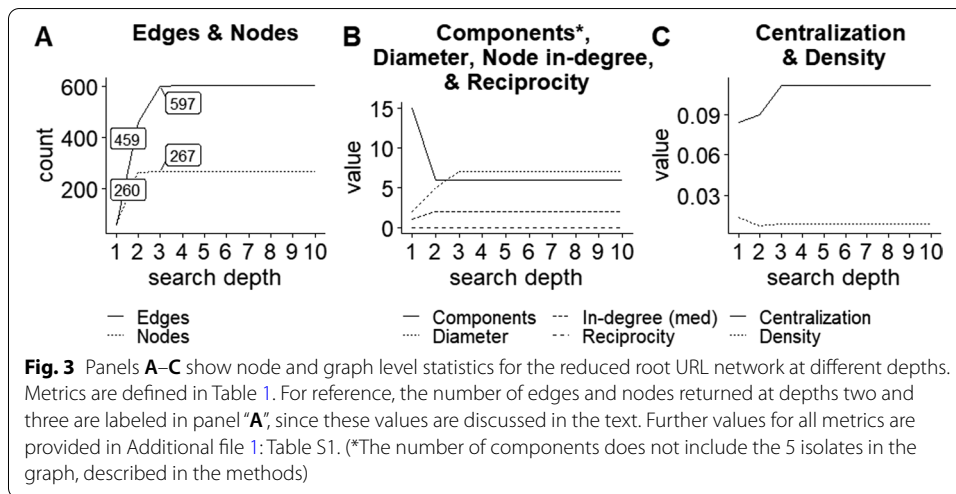 A Edges & Nodes
600
400
200
count
597
459
267
260
1 2 3 4 5 6 7 8 9 10
search depth
Edges
Nodes
B Components*,
Diameter, Node in-degree,
& Reciprocity
15
10
5
0
value
1 2 3 4 5 6 7 8 9 10
search depth
Components
Diameter
In-degree (med)
Reciprocity
C Centralization
& Density
0.09
0.06
0.03
value
1 2 3 4 5 6 7 8 9 10
search depth
Centralization
Density
Fig. 3 Panels A–C show node and graph level statistics for the reduced root URL network at different depths.
Metrics are defined in Table 1. For reference, the number of edges and nodes returned at depths two and
three are labeled in panel “A”, since these values are discussed in the text. Further values for all metrics are
provided in Additional file 1: Table S1. (*The number of components does not include the 5 isolates in the
graph, described in the methods)